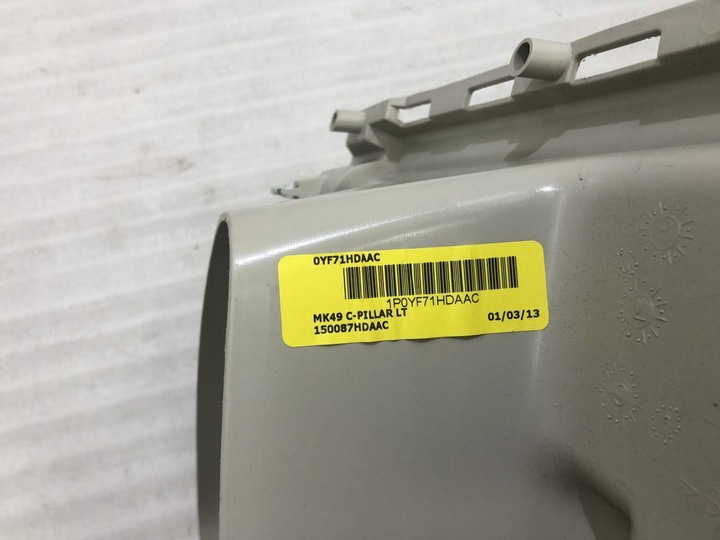 0YF71HDAAC
1P0YF71HDAAC
MK49 C-PILLAR LT 01/03/13
150087HDAAC